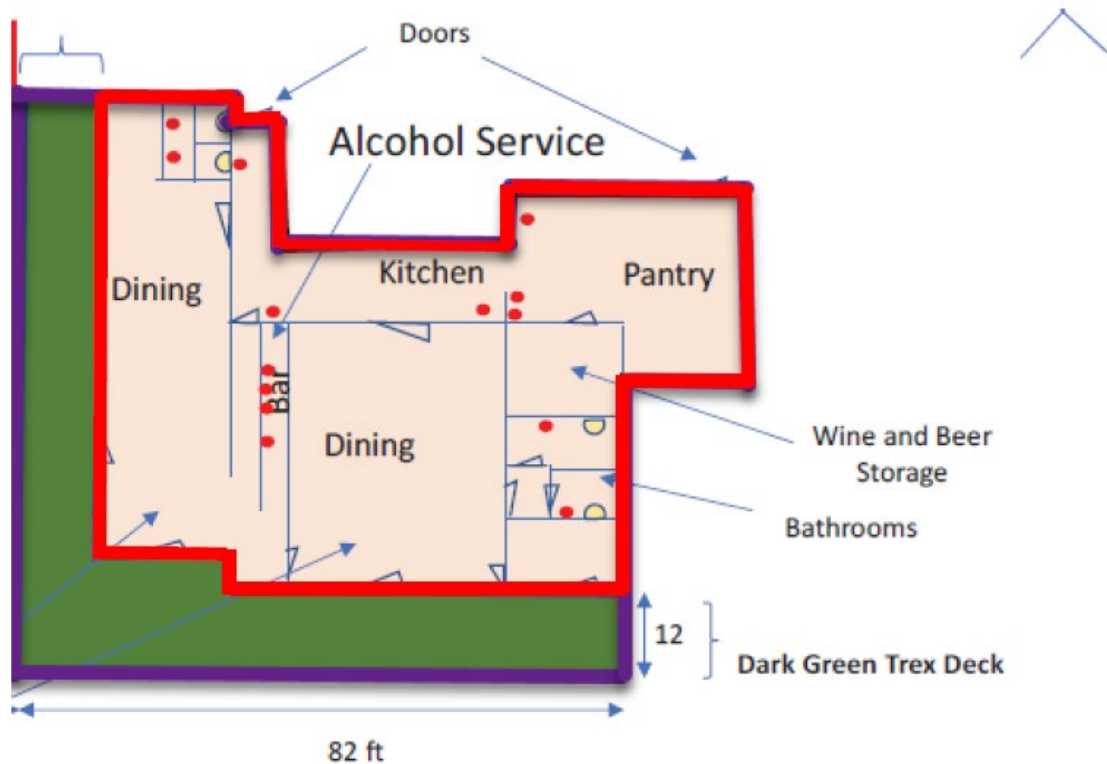 Doors
Alcohol Service
Kitchen
Pantry
Dining
Bar
Dining
Wine and Beer
Storage
Bathrooms
12
Dark Green Trex Deck
82 ft